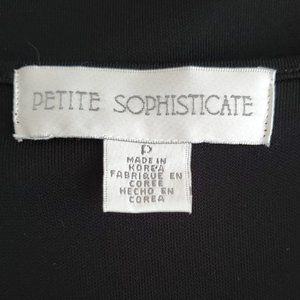 PETITE SOPHISTICATE
P
MADE IN
KOREA
FABRIQUE EN
COREE
HECHO EN
COREA